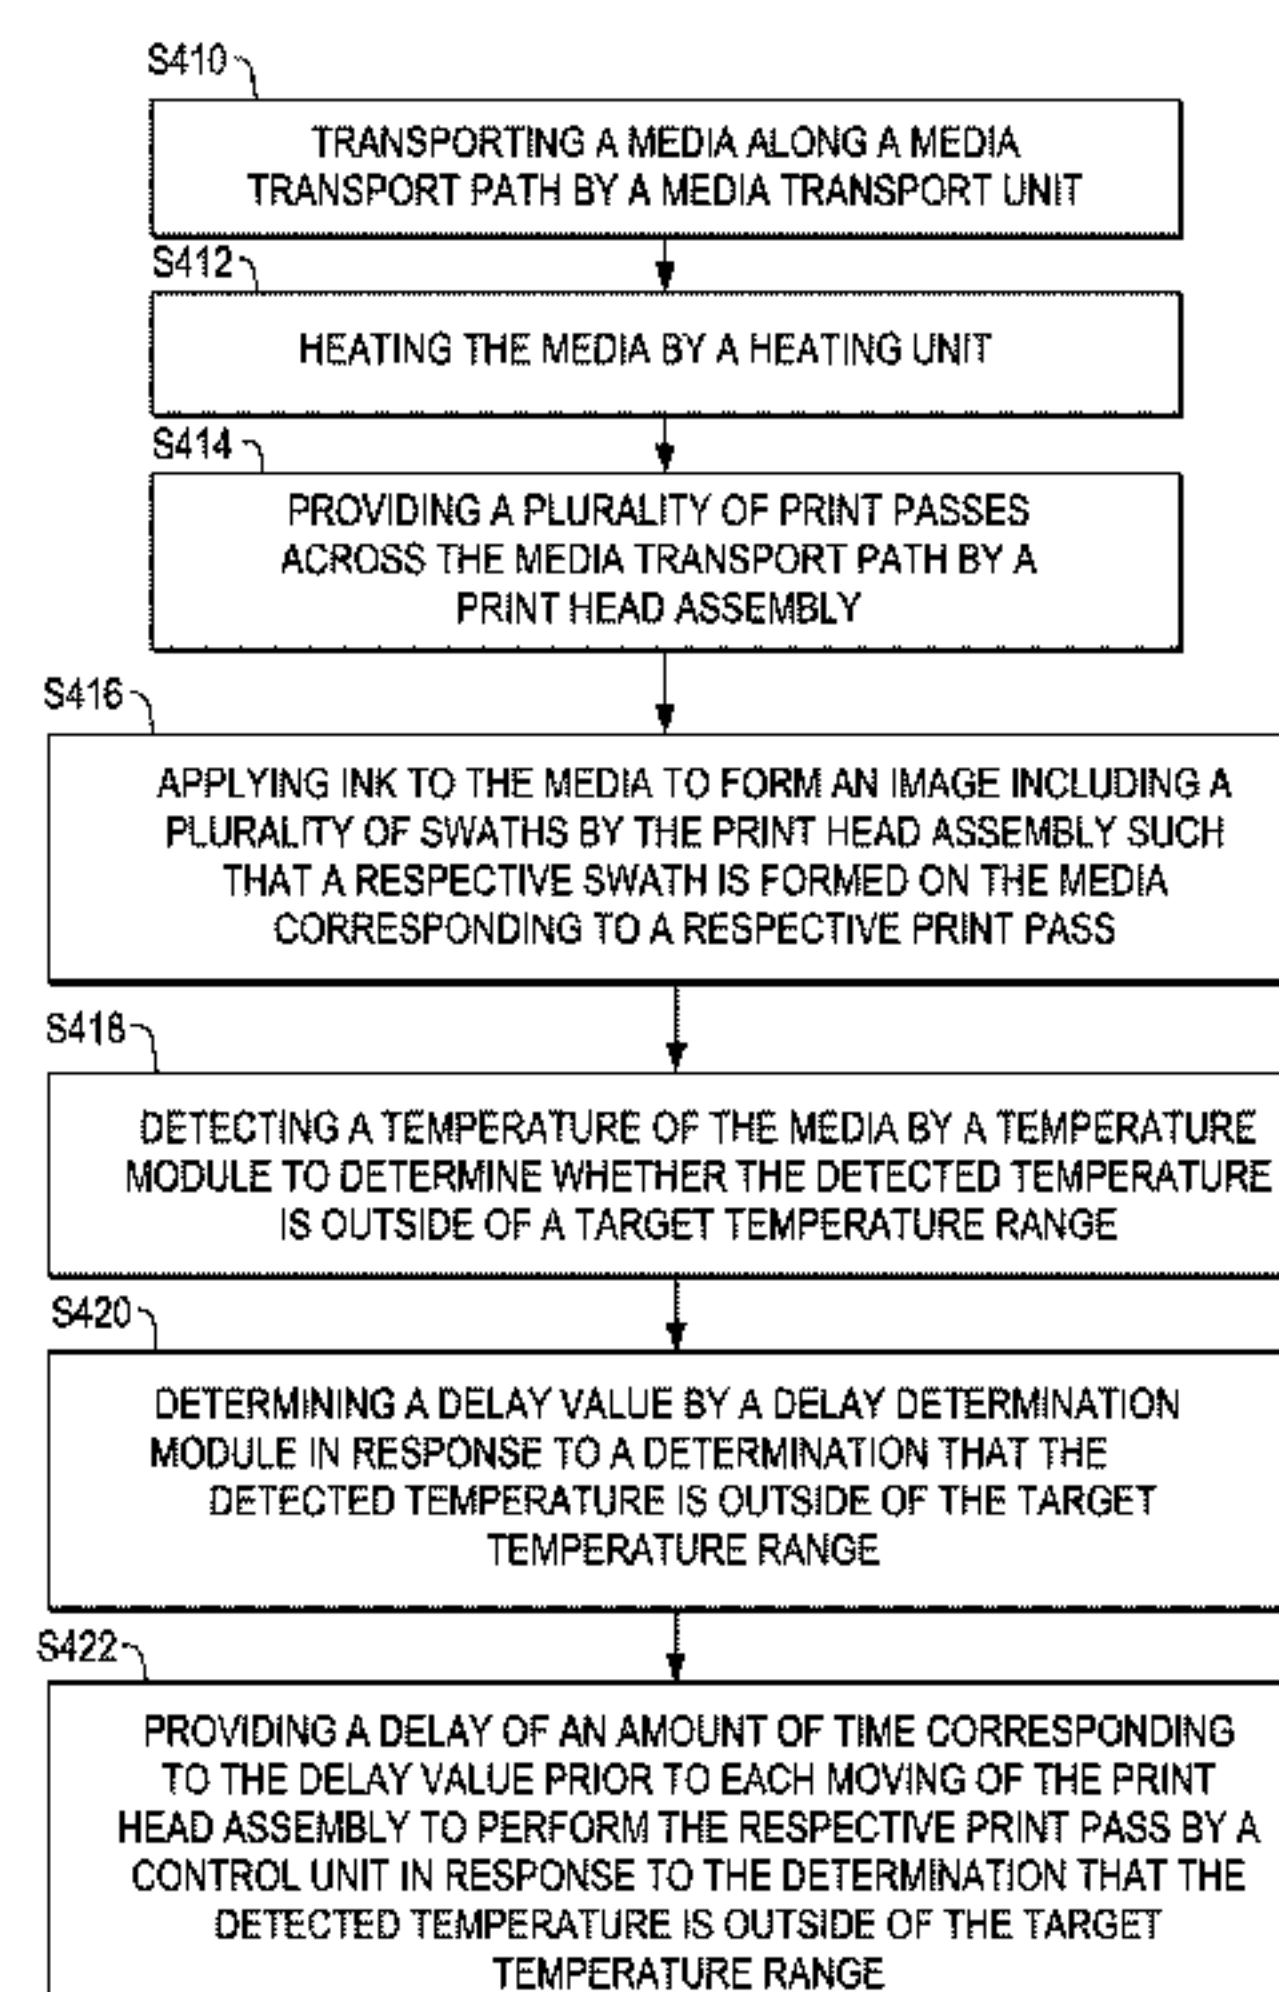 S410
TRANSPORTING A MEDIA ALONG A MEDIA
TRANSPORT PATH BY A MEDIA TRANSPORT UNIT
S412
HEATING THE MEDIA BY A HEATING UNIT
S414
PROVIDING A PLURALITY OF PRINT PASSES
ACROSS THE MEDIA TRANSPORT PATH BY A
PRINT HEAD ASSEMBLY
S416
APPLYING INK TO THE MEDIA TO FORM AN IMAGE INCLUDING A
PLURALITY OF SWATHS BY THE PRINT HEAD ASSEMBLY SUCH
THAT A RESPECTIVE SWATH IS FORMED ON THE MEDIA
CORRESPONDING TO A RESPECTIVE PRINT PASS
S418
DETECTING A TEMPERATURE OF THE MEDIA BY A TEMPERATURE
MODULE TO DETERMINE WHETHER THE DETECTED TEMPERATURE
IS OUTSIDE OF A TARGET TEMPERATURE RANGE
S420
DETERMINING A DELAY VALUE BY A DELAY DETERMINATION
MODULE IN RESPONSE TO A DETERMINATION THAT THE
DETECTED TEMPERATURE IS OUTSIDE OF THE TARGET
TEMPERATURE RANGE
S422
PROVIDING A DELAY OF AN AMOUNT OF TIME CORRESPONDING
TO THE DELAY VALUE PRIOR TO EACH MOVING OF THE PRINT
HEAD ASSEMBLY TO PERFORM THE RESPECTIVE PRINT PASS BY A
CONTROL UNIT IN RESPONSE TO THE DETERMINATION THAT THE
DETECTED TEMPERATURE IS OUTSIDE OF THE TARGET
TEMPERATURE RANGE